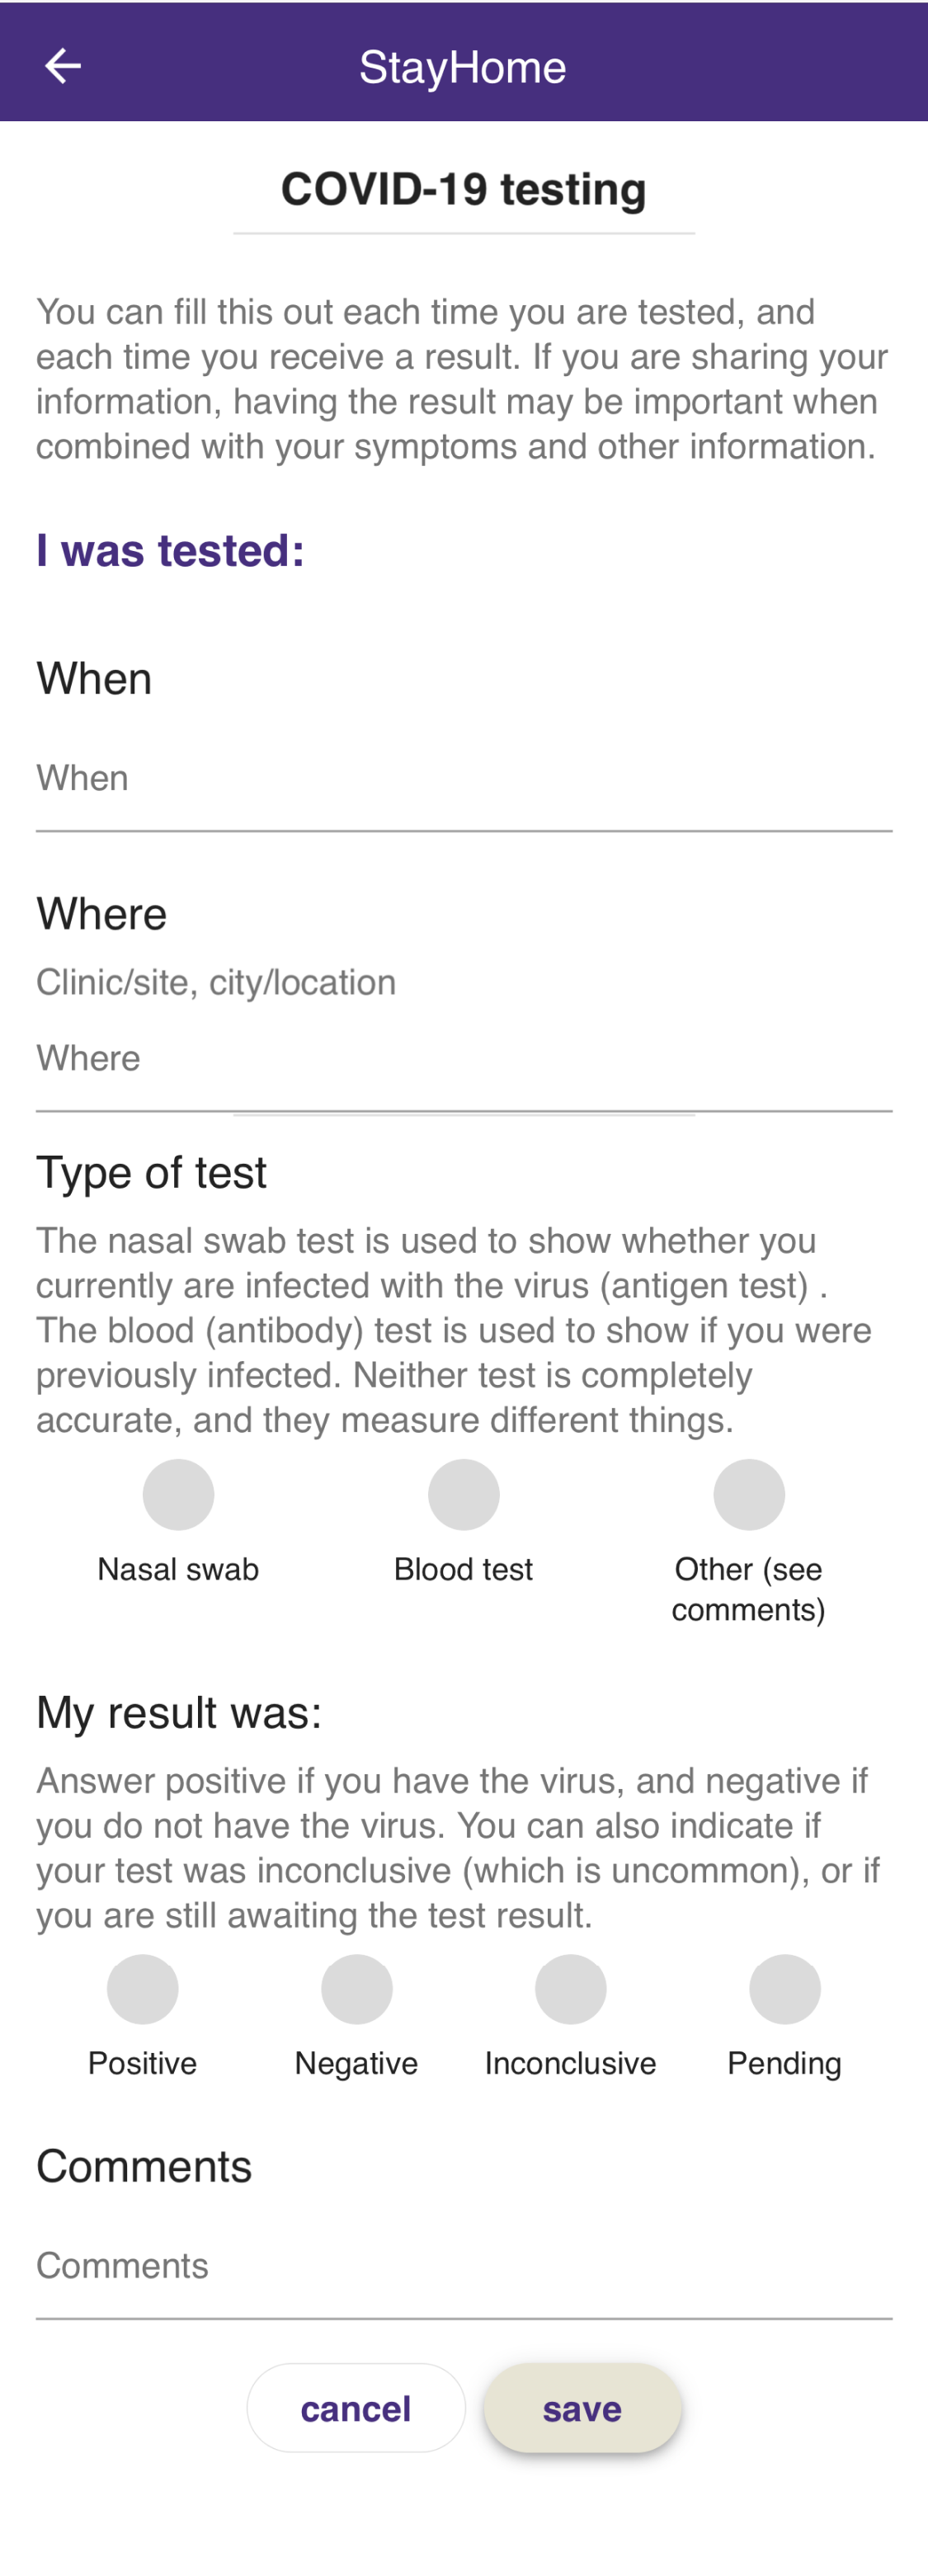 StayHome
COVID-19 testing
You can fill this out each time you are tested, and
each time you receive a result. If you are sharing your
information, having the result may be important when
combined with your symptoms and other information.
I was tested:
When
When
Where
Clinic/site, city/location
Where
Type of test
The nasal swab test is used to show whether you
currently are infected with the virus (antigen test) .
The blood (antibody) test is used to show if you were
previously infected. Neither test is completely
accurate, and they measure different things.
Nasal swab
Blood test
Other (see
comments)
My result was:
Answer positive if you have the virus, and negative if
you do not have the virus. You can also indicate if
your test was inconclusive (which is uncommon), or if
you are still awaiting the test result.
Positive
Negative
Inconclusive
Pending
Comments
Comments
cancel
save